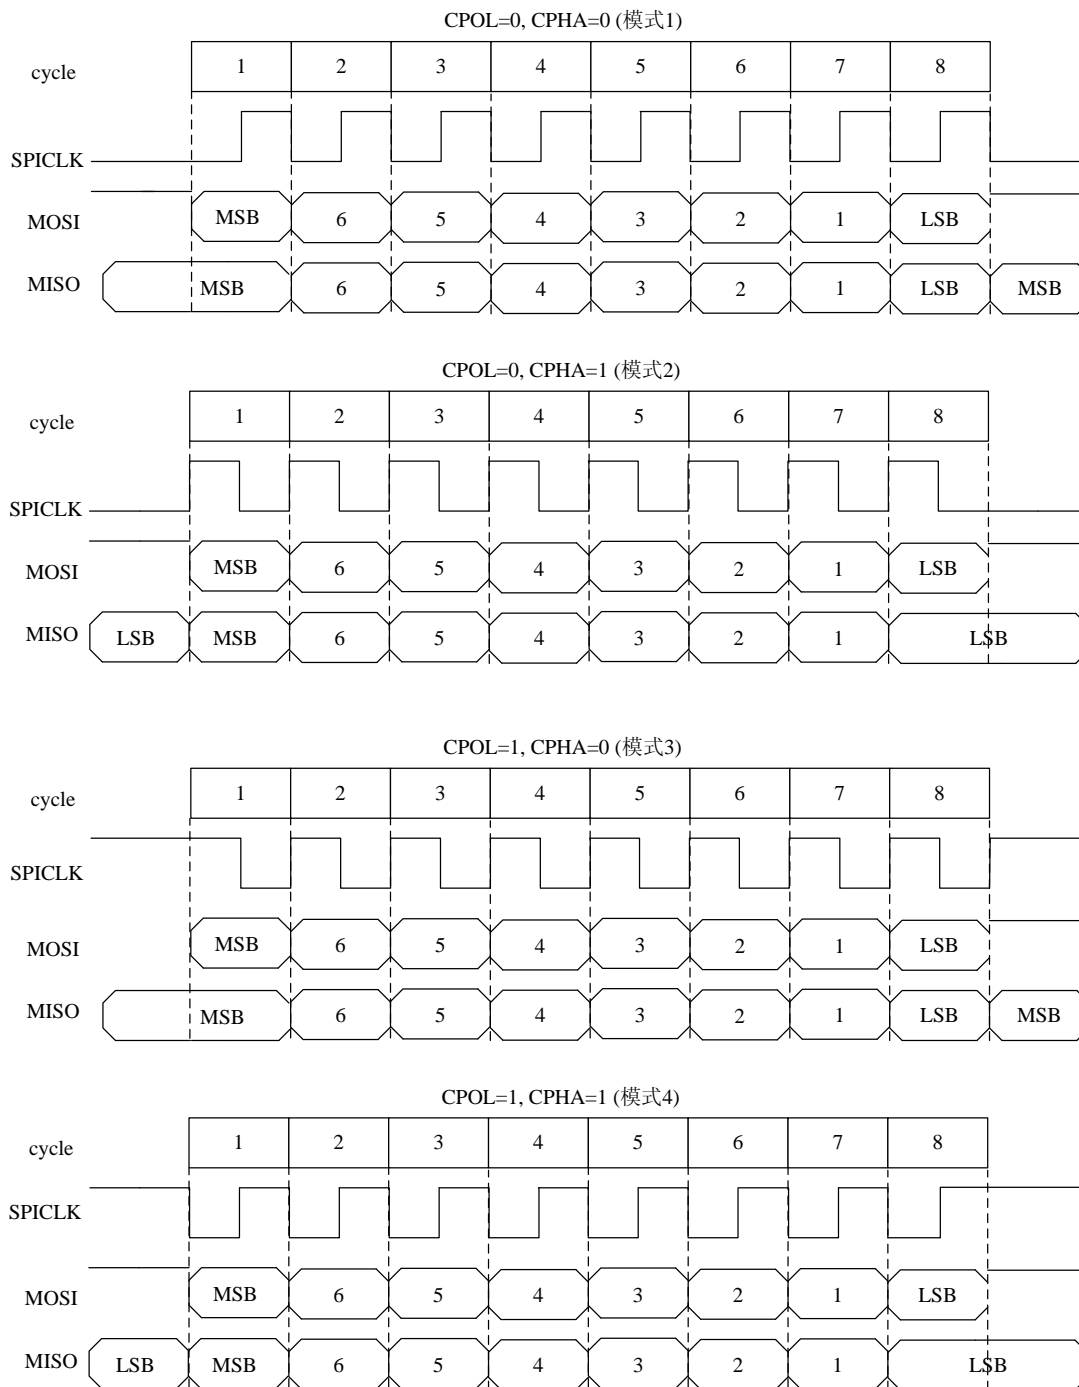 CPOL=0, CPHA=0 (模式1)
cycle 1 2 3 4 5 6 7 8
SPICLK
MOSI MSB 6 5 4 3 2 1 LSB
MISO MSB 6 5 4 3 2 1 LSB MSB
CPOL=0, CPHA=1 (模式2)
cycle 1 2 3 4 5 6 7 8
SPICLK
MOSI MSB 6 5 4 3 2 1 LSB
MISO LSB MSB 6 5 4 3 2 1 LSB
CPOL=1, CPHA=0 (模式3)
cycle 1 2 3 4 5 6 7 8
SPICLK
MOSI MSB 6 5 4 3 2 1 LSB
MISO MSB 6 5 4 3 2 1 LSB MSB
CPOL=1, CPHA=1 (模式4)
cycle 1 2 3 4 5 6 7 8
SPICLK
MOSI MSB 6 5 4 3 2 1 LSB
MISO LSB MSB 6 5 4 3 2 1 LSB